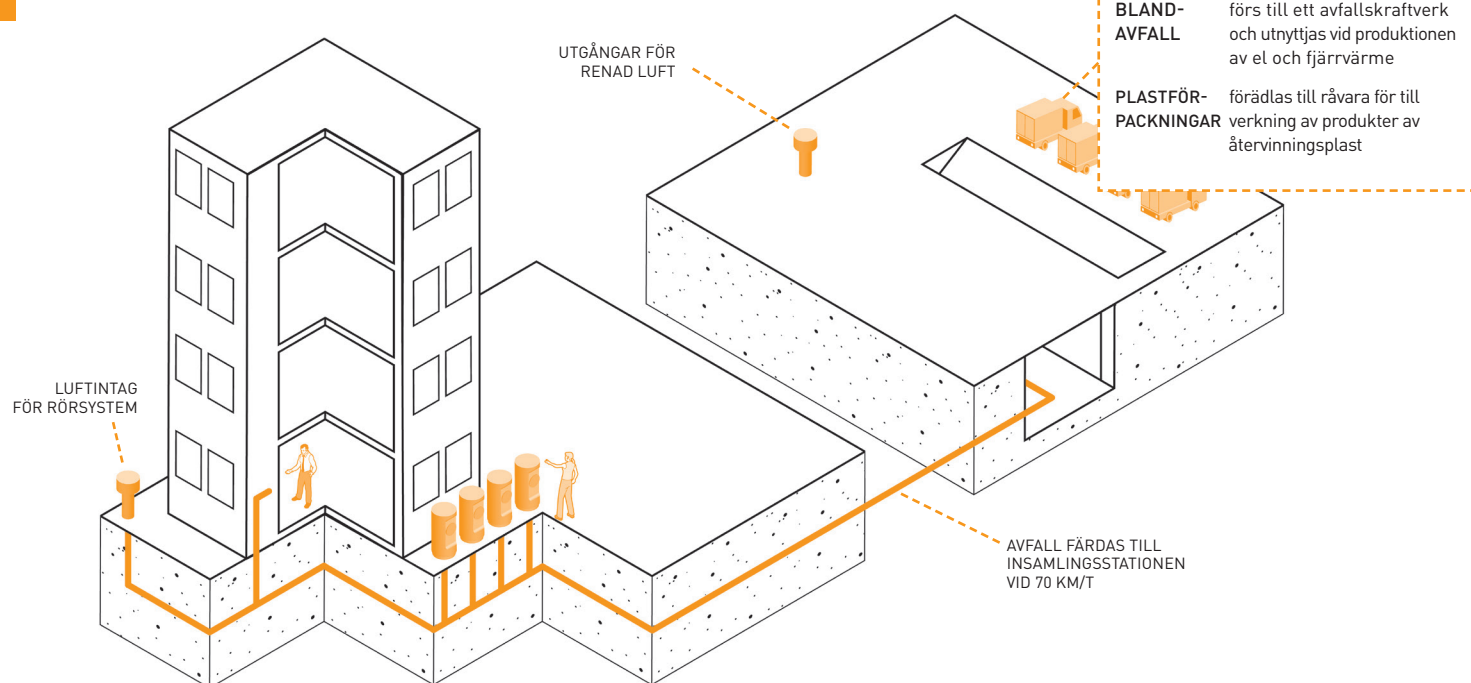 BLAND- förs till ett avfallskraftverk
AVFALL och utnyttjas vid produktionen
av el och fjärrvärme
PLASTFÖR- förädlas till råvara för till
PACKNINGAR verkning av produkter av
återvinningsplast
UTGÅNGAR FÖR
RENAD LUFT
LUFTINTAG
FÖR RÖRSYSTEM
AVFALL FÄRDAS TILL
INSAMLINGSSTATIONEN
VID 70 KM/T